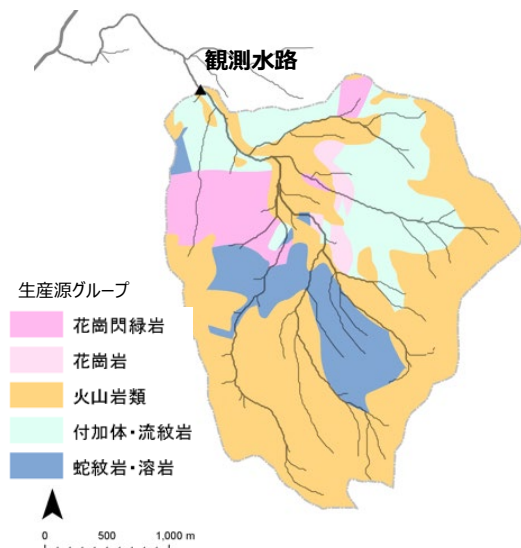 観測水路
生産源グループ
花崗閃緑岩
花崗岩
火山岩類
付加体・流紋岩
蛇紋岩・溶岩
0 500 1,000 m